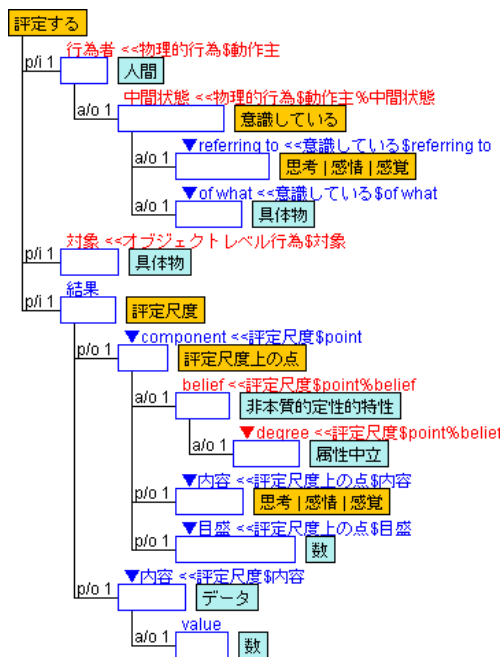 評定する
行為者 <<物理的行為$動作主
p/i 1
人間
中間状態 <<物理的行為$動作主%中間状態
a/o 1
意識している
▼referring to <<意識している$referring to
a/o 1
思考 | 感情 | 感覚
▼of what <<意識している$of what
a/o 1
具体物
対象 <<オブジェクトレベル行為$対象
p/i 1
具体物
結果
p/i 1
評定尺度
▼component <<評定尺度$point
p/o 1
評定尺度上の点
belief <<評定尺度$point%belief
a/o 1
非本質的定性的特性
▼degree <<評定尺度$point%belief
a/o 1
属性中立
▼内容 <<評定尺度上の点$内容
p/o 1
思考 | 感情 | 感覚
▼目盛 <<評定尺度上の点$目盛
p/o 1
数
▼内容 <<評定尺度$内容
p/o 1
データ
value
a/o 1
数